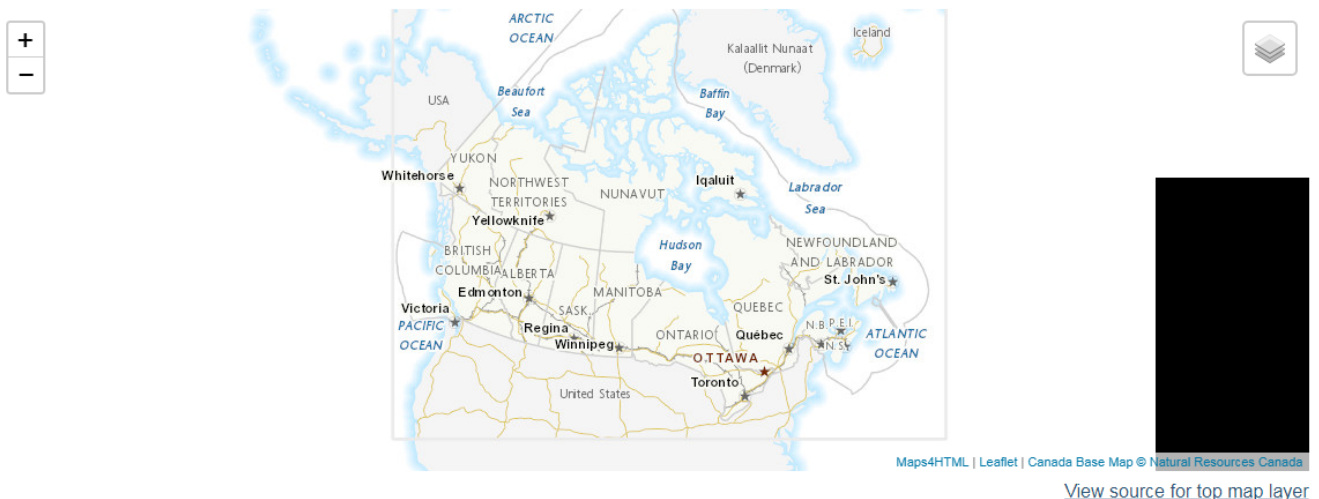 +
−
ARCTIC
OCEAN
Iceland
Kalaallit Nunaat
(Denmark)
USA
Beaufort
Sea
Baffin
Bay
YUKON
Whitehorse
NORTHWEST
TERRITORIES
NUNAVUT
Iqaluit
Labrador
Sea
Yellowknife
Hudson
Bay
NEWFOUNDLAND
AND LABRADOR
BRITISH
COLUMBIA
ALBERTA
St. John's
Edmonton
MANITOBA
Victoria
SASK.
QUEBEC
PACIFIC
OCEAN
Regina
Winnipeg
ONTARIO
Québec
N.B.
P.E.I.
N.S.
ATLANTIC
OCEAN
OTTAWA
Toronto
United States
Maps4HTML | Leaflet | Canada Base Map © Natural Resources Canada
View source for top map layer